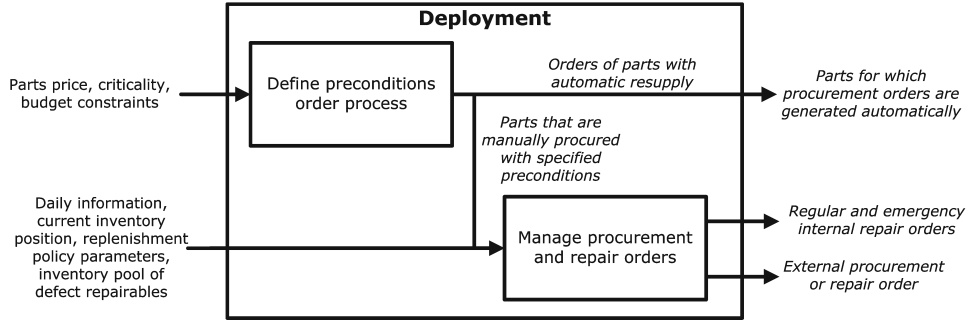 Deployment
Parts price, criticality,
budget constraints
Define preconditions
order process
Orders of parts with
automatic resupply
Parts for which
procurement orders are
generated automatically
Parts that are
manually procured
with specified
preconditions
Daily information,
current inventory
position, replenishment
policy parameters,
inventory pool of
defect repairables
Manage procurement
and repair orders
Regular and emergency
internal repair orders
External procurement
or repair order